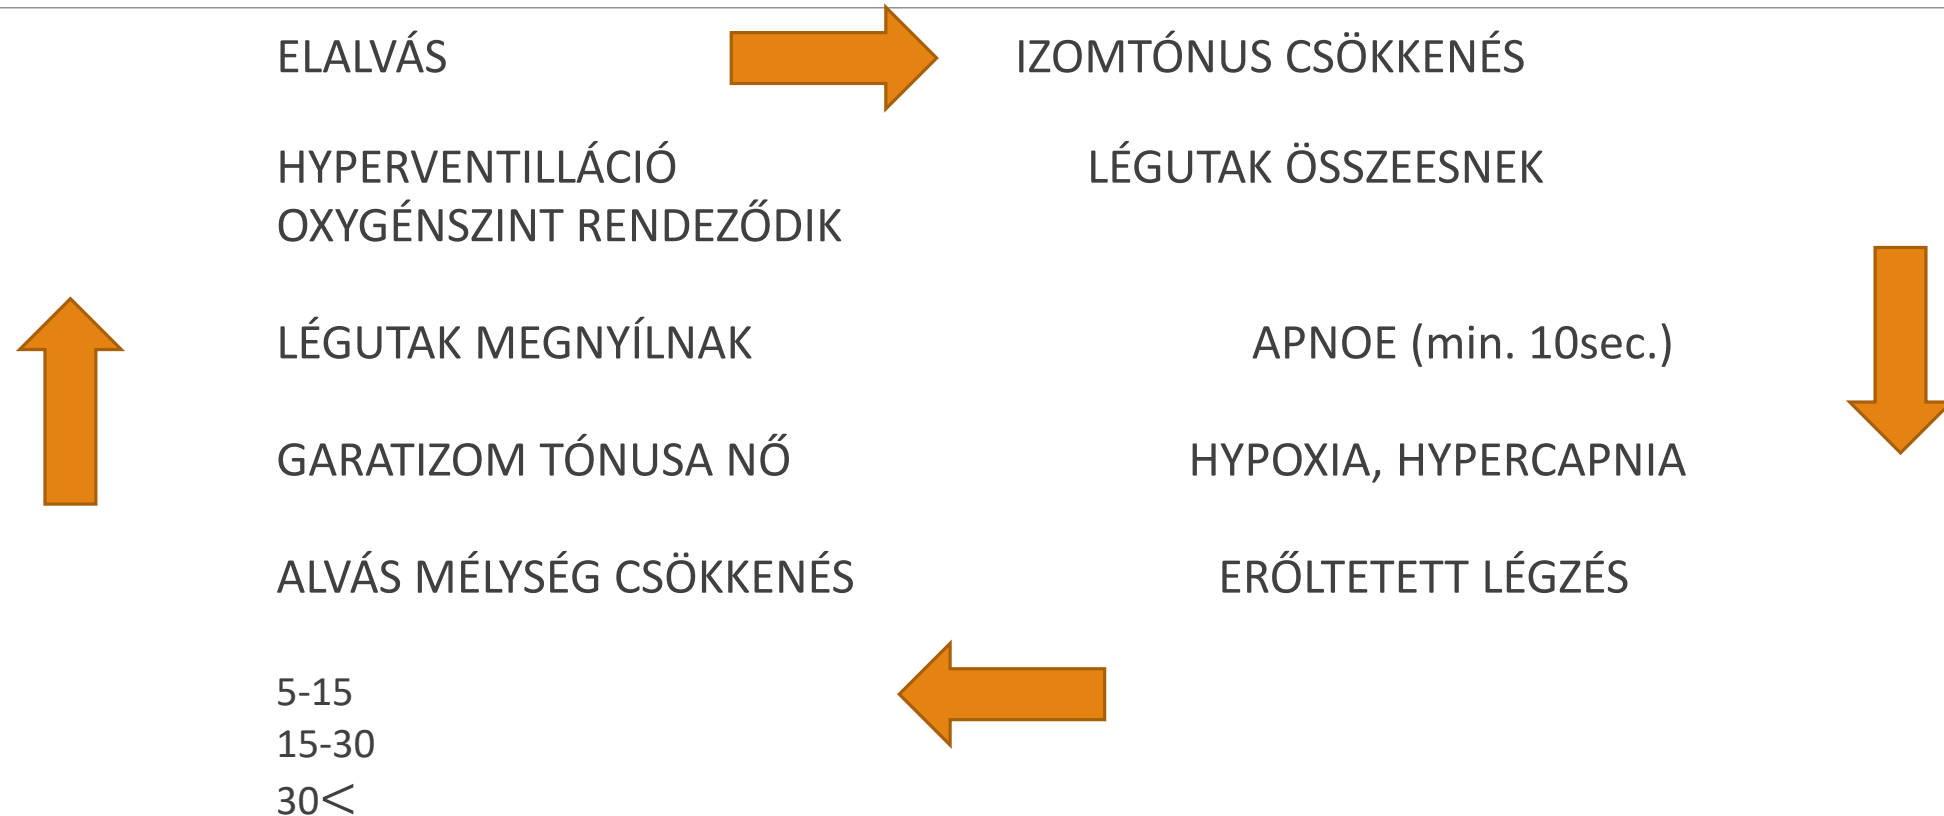 ELALVÁS
IZOMTÓNUS CSÖKKENÉS
HYPERVENTILLÁCIÓ
LÉGUTAK ÖSSZEESNEK
OXYGÉNSZINT RENDEZŐDIK
LÉGUTAK MEGNYÍLNAK
APNOE (min. 10sec.)
GARATIZOM TÓNUSA NŐ
HYPOXIA, HYPERCAPNIA
ALVÁS MÉLYSÉG CSÖKKENÉS
ERŐLTETETT LÉGZÉS
5-15
15-30
30<